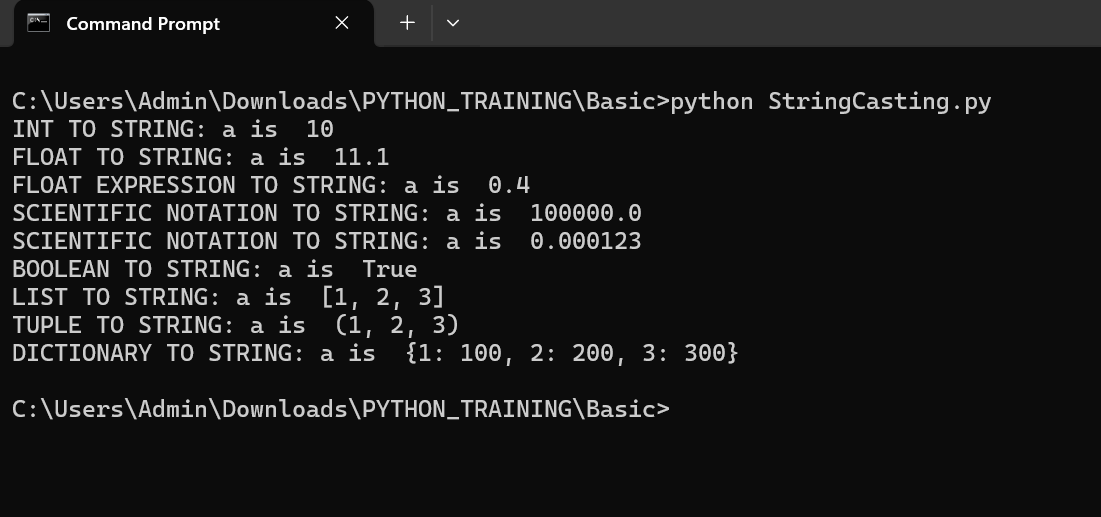 Command Prompt
C:\Users\Admin\Downloads\PYTHON_TRAINING\Basic>python StringCasting.py
INT TO STRING: a is  10
FLOAT TO STRING: a is  11.1
FLOAT EXPRESSION TO STRING: a is  0.4
SCIENTIFIC NOTATION TO STRING: a is  100000.0
SCIENTIFIC NOTATION TO STRING: a is  0.000123
BOOLEAN TO STRING: a is  True
LIST TO STRING: a is  [1, 2, 3]
TUPLE TO STRING: a is  (1, 2, 3)
DICTIONARY TO STRING: a is  {1: 100, 2: 200, 3: 300}
C:\Users\Admin\Downloads\PYTHON_TRAINING\Basic>